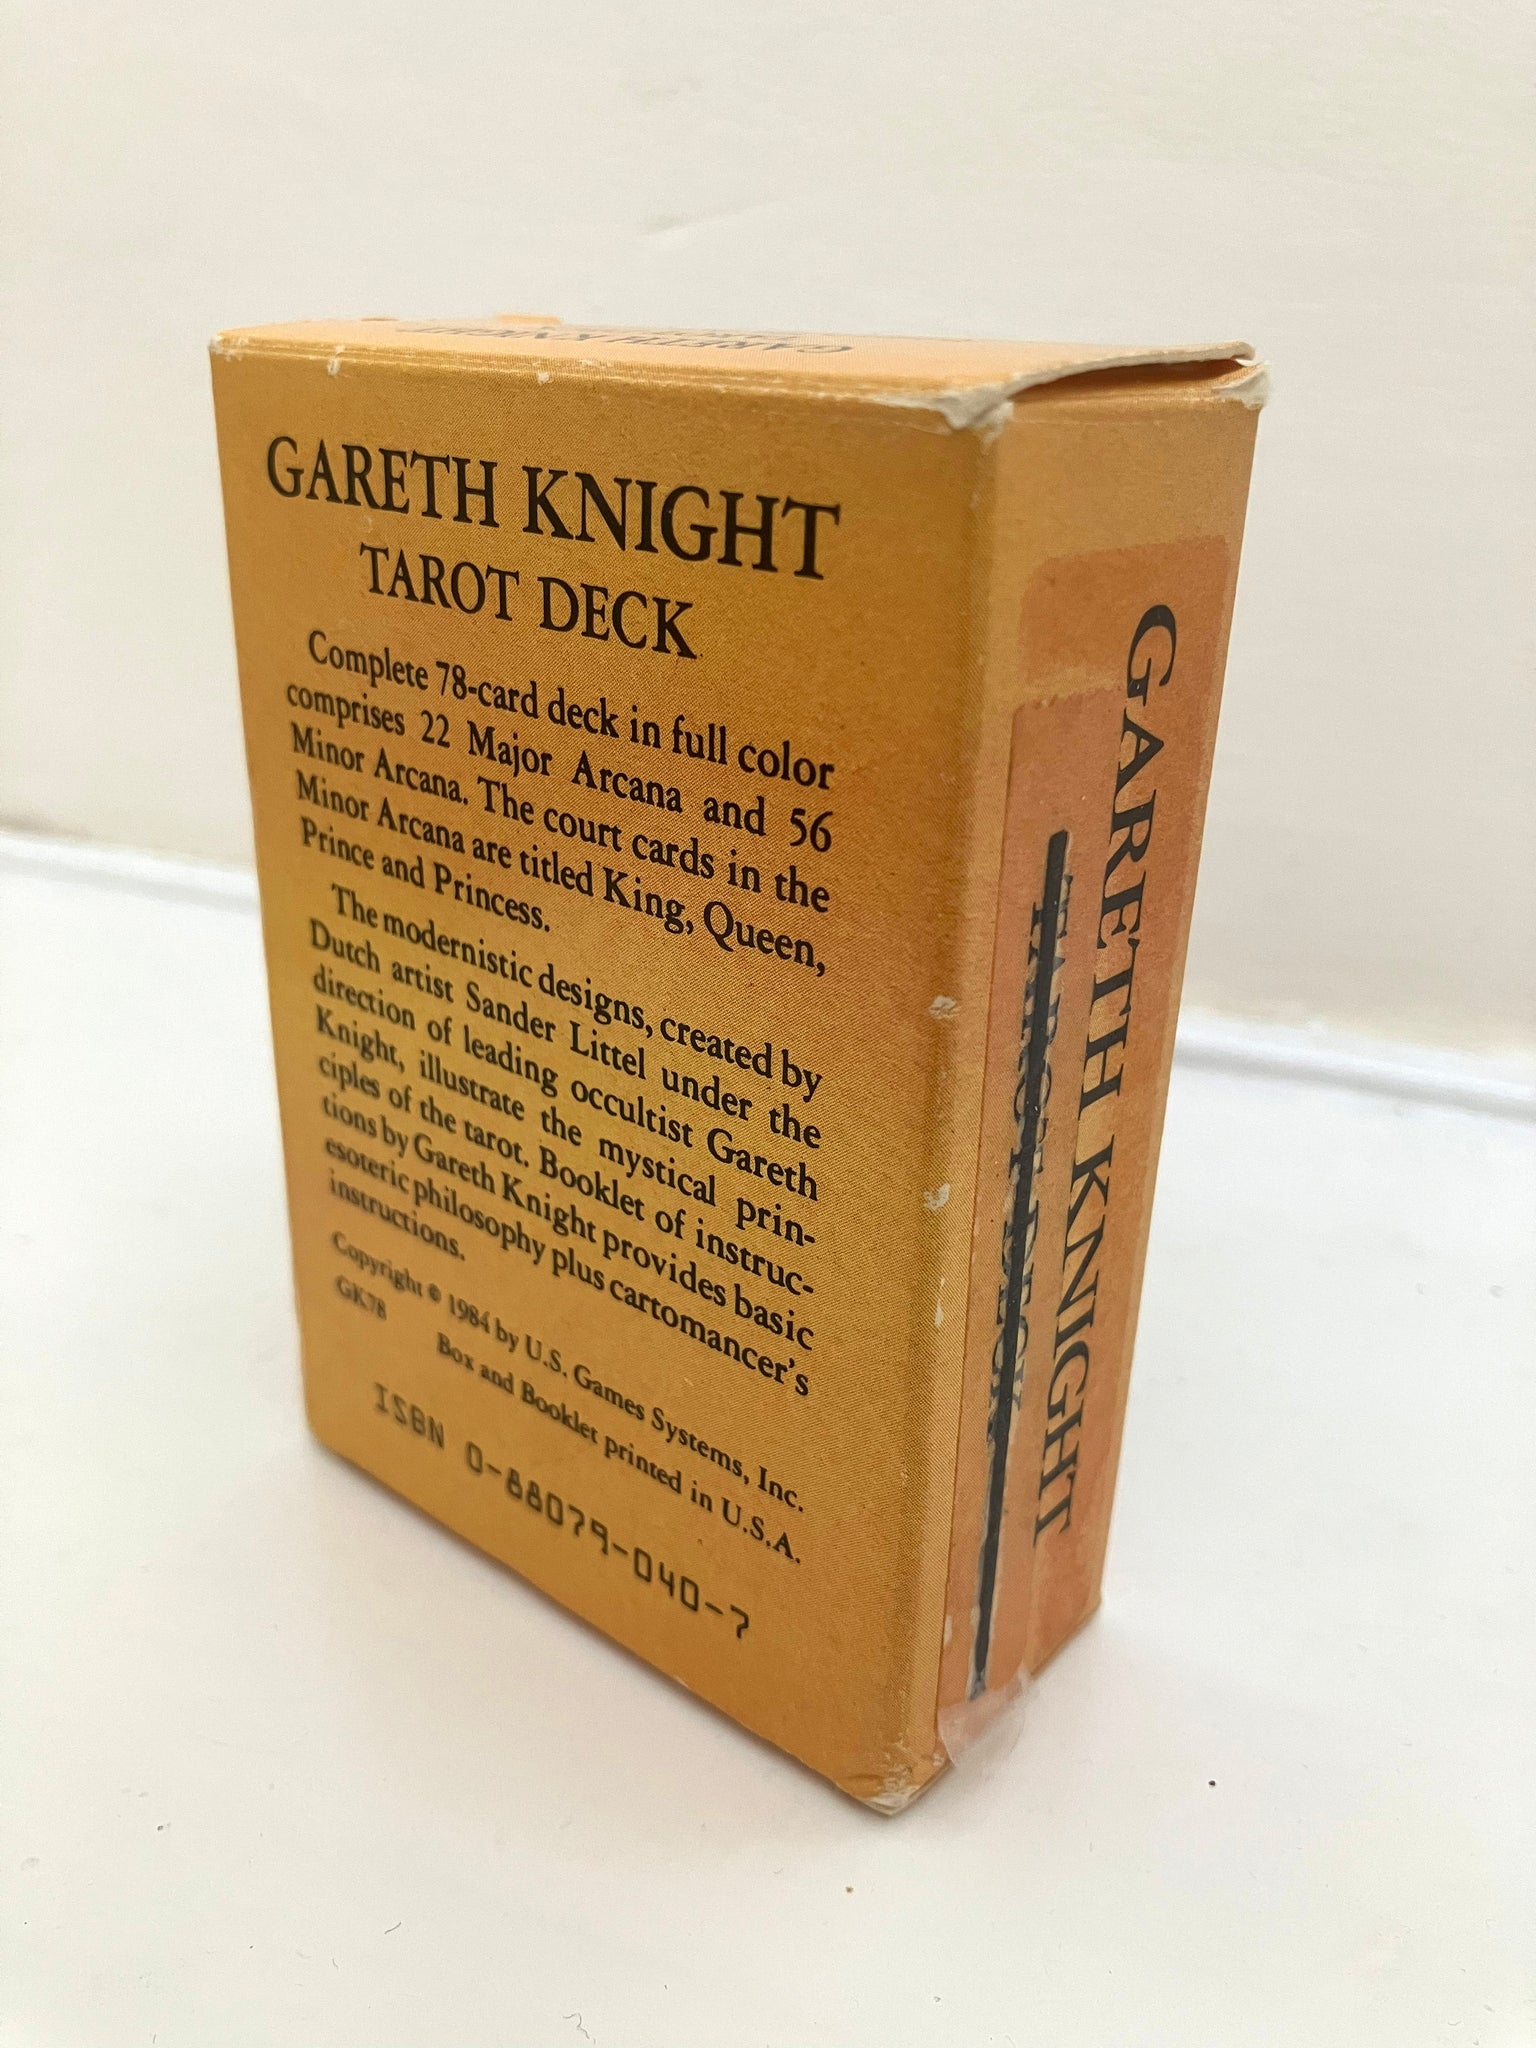 GARETH KNIGHT
GARETH KNIGHT
TAROT DECK
Complete 78-card deck in full color
comprises 22 Major Arcana and 56
Minor Arcana. The court cards in the
Minor Arcana are titled King, Queen,
Prince and Princess.
The modernistic designs, created by
Dutch artist Sander Littel under the
direction of leading occultist Gareth
Knight, illustrate the mystical prin-
ciples of the tarot. Booklet of instruc-
tions by Gareth Knight provides basic
esoteric philosophy plus cartomancer's
instructions.
Copyright © 1984 by U.S. Games Systems, Inc.
GK78 Box and Booklet printed in U.S.A.
ISBN 0-88079-040-7
GARETH KNIGHT
TAROT DECK